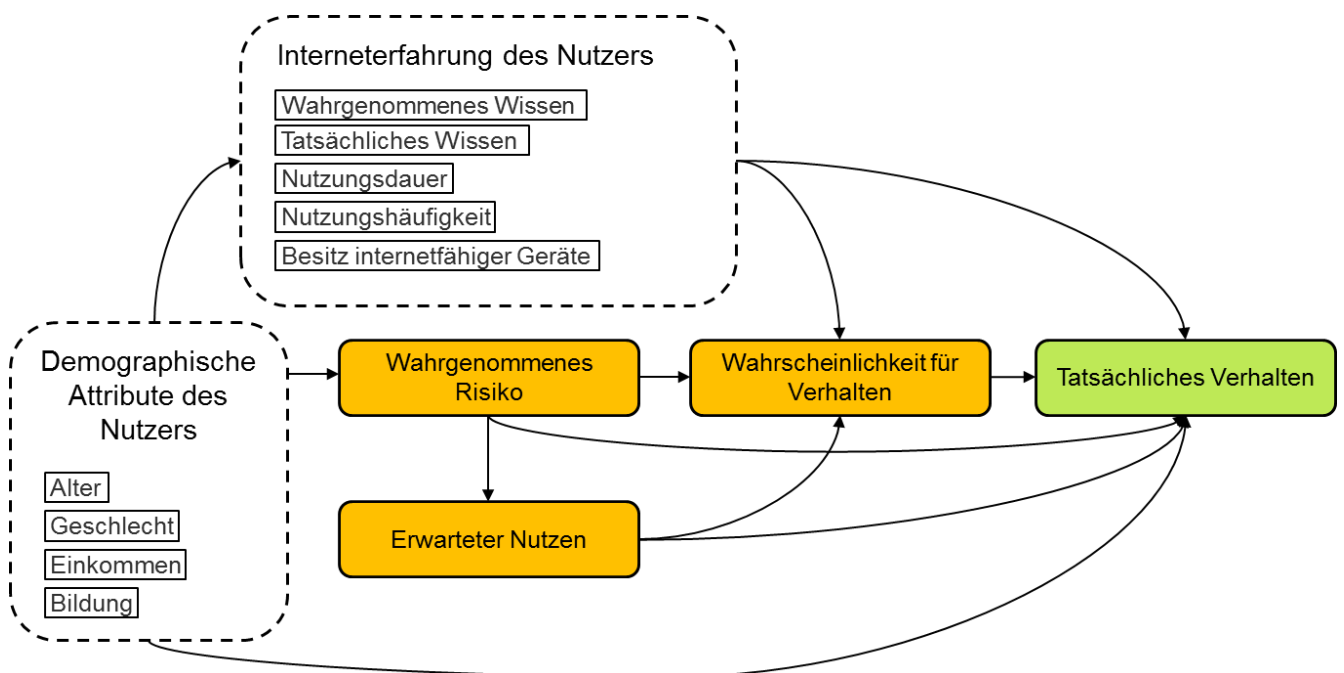 Interneterfahrung des Nutzers
Wahrgenommenes Wissen
Tatsächliches Wissen
Nutzungsdauer
Nutzungshäufigkeit
Besitz internetfähiger Geräte
Demographische
Attribute des
Nutzers
Alter
Geschlecht
Einkommen
Bildung
Wahrgenommenes
Risiko
Wahrscheinlichkeit für
Verhalten
Tatsächliches Verhalten
Erwarteter Nutzen